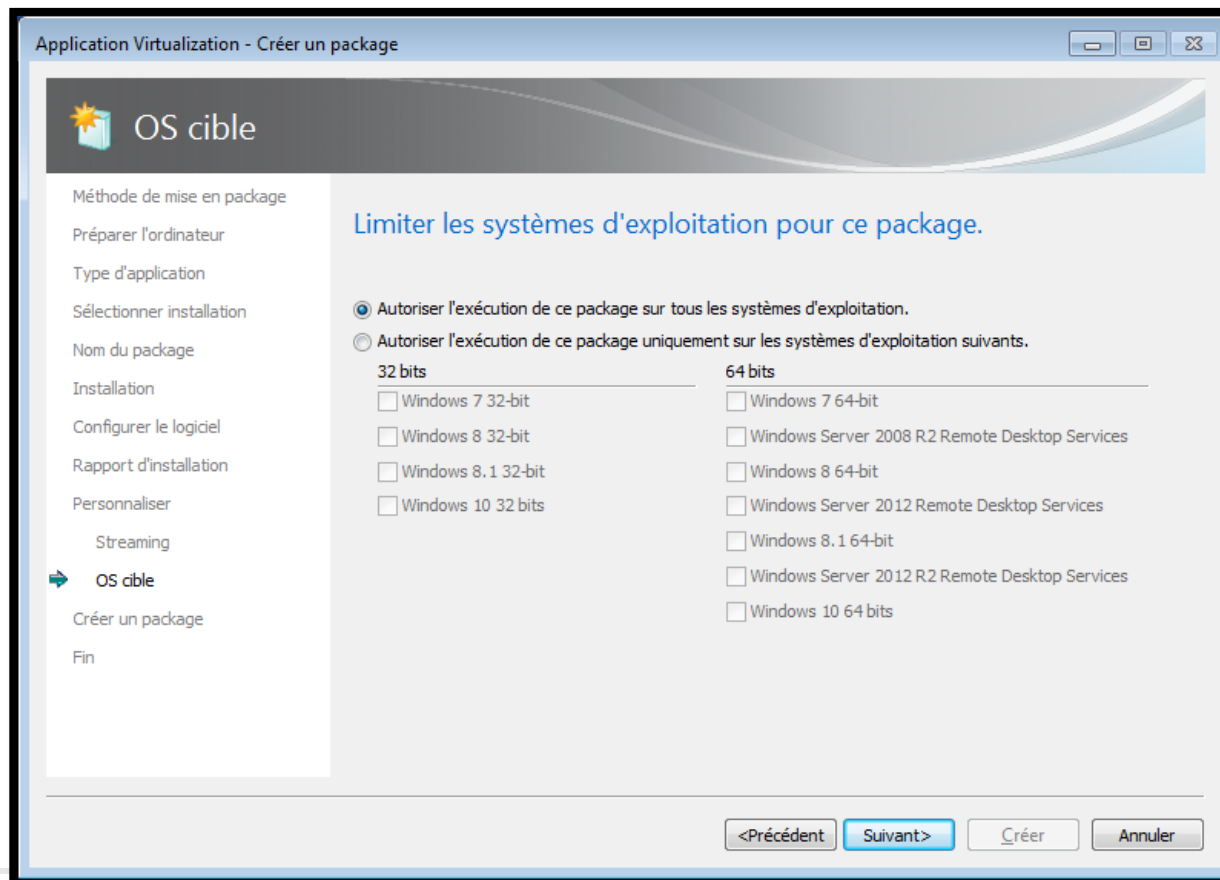 Application Virtualization - Créer un package
OS cible
Méthode de mise en package
Préparer l'ordinateur
Type d'application
Sélectionner installation
Nom du package
Installation
Configurer le logiciel
Rapport d'installation
Personnaliser
Streaming
OS cible
Créer un package
Fin
Limiter les systèmes d'exploitation pour ce package.
Autoriser l'exécution de ce package sur tous les systèmes d'exploitation.
Autoriser l'exécution de ce package uniquement sur les systèmes d'exploitation suivants.
32 bits
Windows 7 32-bit
Windows 8 32-bit
Windows 8.1 32-bit
Windows 10 32 bits
64 bits
Windows 7 64-bit
Windows Server 2008 R2 Remote Desktop Services
Windows 8 64-bit
Windows Server 2012 Remote Desktop Services
Windows 8.1 64-bit
Windows Server 2012 R2 Remote Desktop Services
Windows 10 64 bits
<Précédent
Suivant>
Créer
Annuler